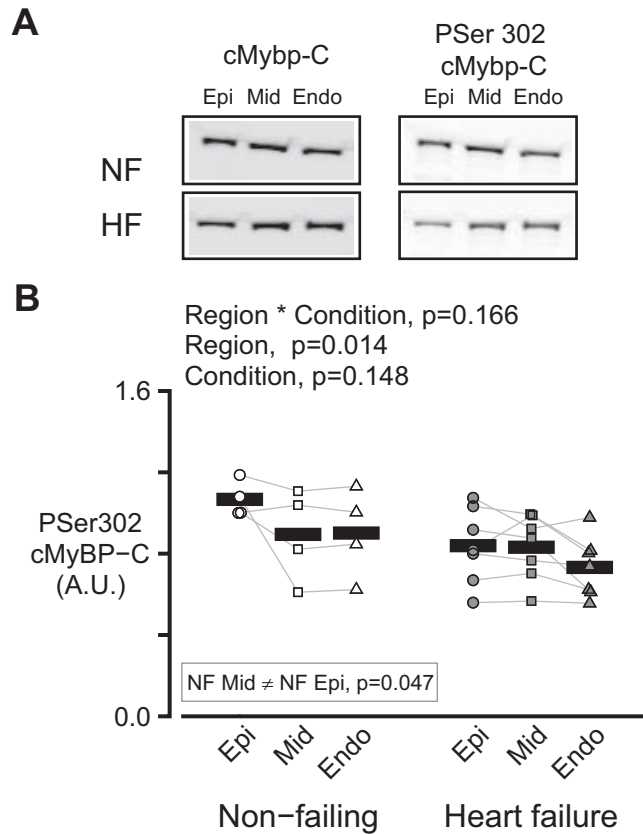 A
cMybp-C
PSer 302
cMybp-C
Epi Mid Endo
Epi Mid Endo
NF
HF
B
Region * Condition, p=0.166
Region, p=0.014
Condition, p=0.148
1.6
PSer302
cMyBP−C
(A.U.)
NF Mid ≠ NF Epi, p=0.047
0.0
Epi
Mid
Endo
Epi
Mid
Endo
Non−failing
Heart failure